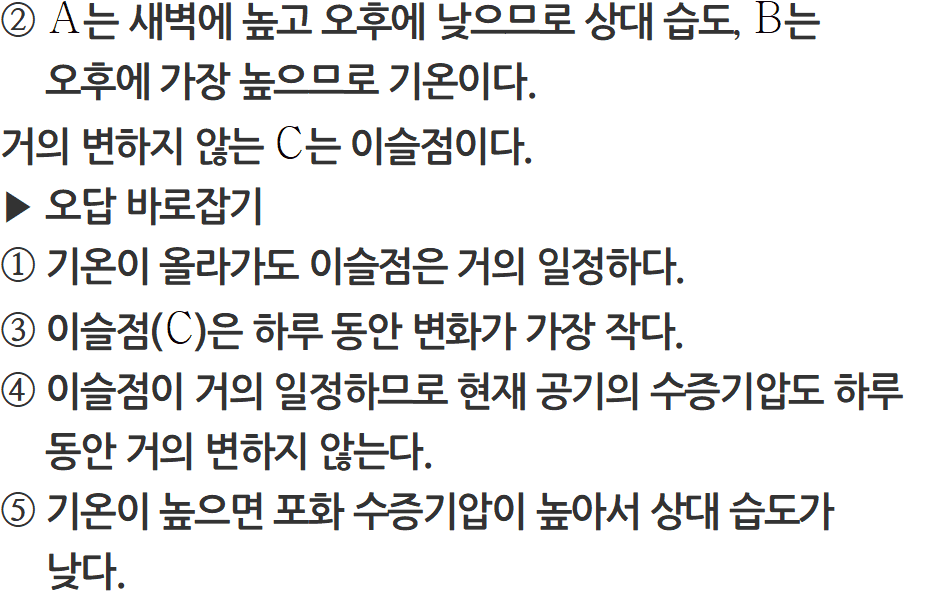 ② A는 새벽에 높고 오후에 낮으므로 상대 습도, B는
오후에 가장 높으므로 기온이다.
거의 변하지 않는 C는 이슬점이다.
▶ 오답 바로잡기
① 기온이 올라가도 이슬점은 거의 일정하다.
③ 이슬점(C)은 하루 동안 변화가 가장 작다.
④ 이슬점이 거의 일정하므로 현재 공기의 수증기압도 하루
동안 거의 변하지 않는다.
⑤ 기온이 높으면 포화 수증기압이 높아서 상대 습도가
낮다.